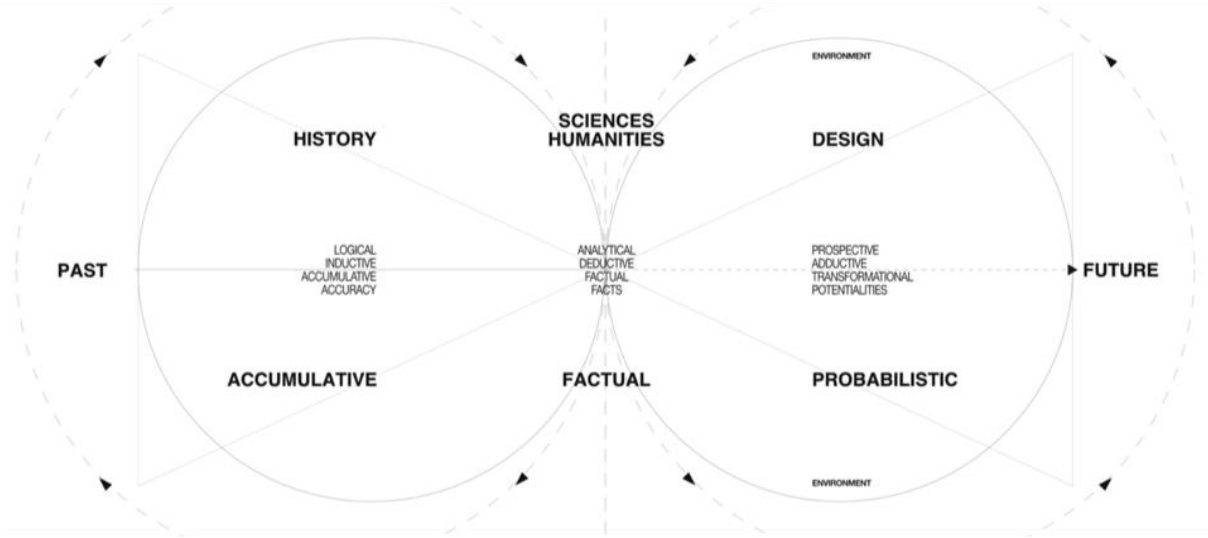 ENVIRONMENT
SCIENCES
HUMANITIES
HISTORY
DESIGN
LOGICAL
INDUCTIVE
ACCUMULATIVE
ACCURACY
ANALYTICAL
DEDUCTIVE
FACTUAL
FACTS
PROSPECTIVE
ADDUCTIVE
TRANSFORMATIONAL
POTENTIALITIES
PAST
FUTURE
ACCUMULATIVE
FACTUAL
PROBABILISTIC
ENVIRONMENT